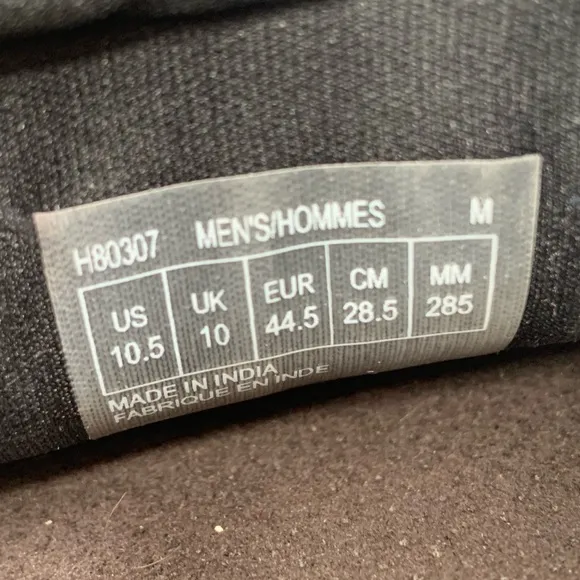 H80307 MEN'S/HOMMES M
US UK EUR CM MM
10.5 10 44.5 28.5 285
MADE IN INDIA
FABRIQUE EN INDE